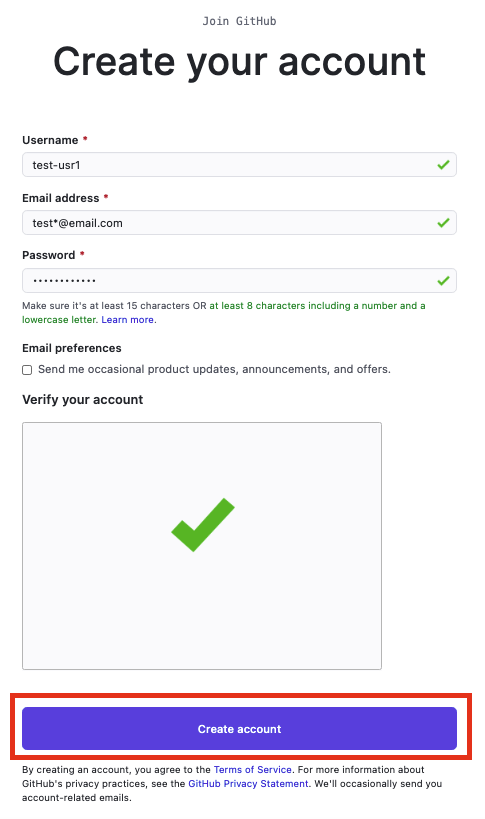 Join GitHub
Create your account
Username *
test-usr1
Email address *
test*@email.com
Password *
••••••••••••
Make sure it's at least 15 characters OR at least 8 characters including a number and a
lowercase letter. Learn more.
Email preferences
Send me occasional product updates, announcements, and offers.
Verify your account
Create account
By creating an account, you agree to the Terms of Service. For more information about
GitHub's privacy practices, see the GitHub Privacy Statement. We'll occasionally send you
account-related emails.